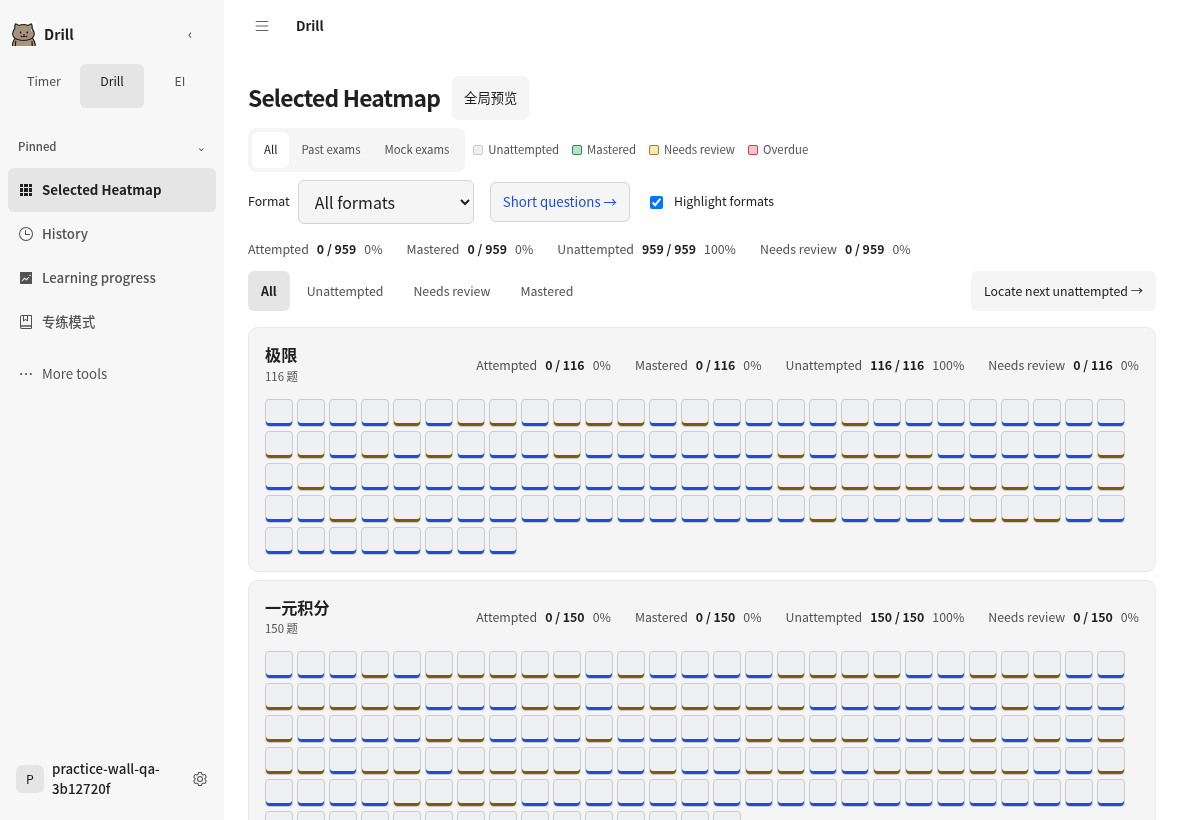 Drill
Timer
Drill
EI
Pinned
Selected Heatmap
History
Learning progress
专练模式
More tools
P
practice-wall-qa-
3b12720f
Drill
Selected Heatmap
全局预览
All Past exams Mock exams Unattempted Mastered Needs review Overdue
Format All formats Short questions → Highlight formats
Attempted 0 / 959 0% Mastered 0 / 959 0% Unattempted 959 / 959 100% Needs review 0 / 959 0%
All Unattempted Needs review Mastered Locate next unattempted →
极限
116 题
Attempted 0 / 116 0% Mastered 0 / 116 0% Unattempted 116 / 116 100% Needs review 0 / 116 0%
一元积分
150 题
Attempted 0 / 150 0% Mastered 0 / 150 0% Unattempted 150 / 150 100% Needs review 0 / 150 0%